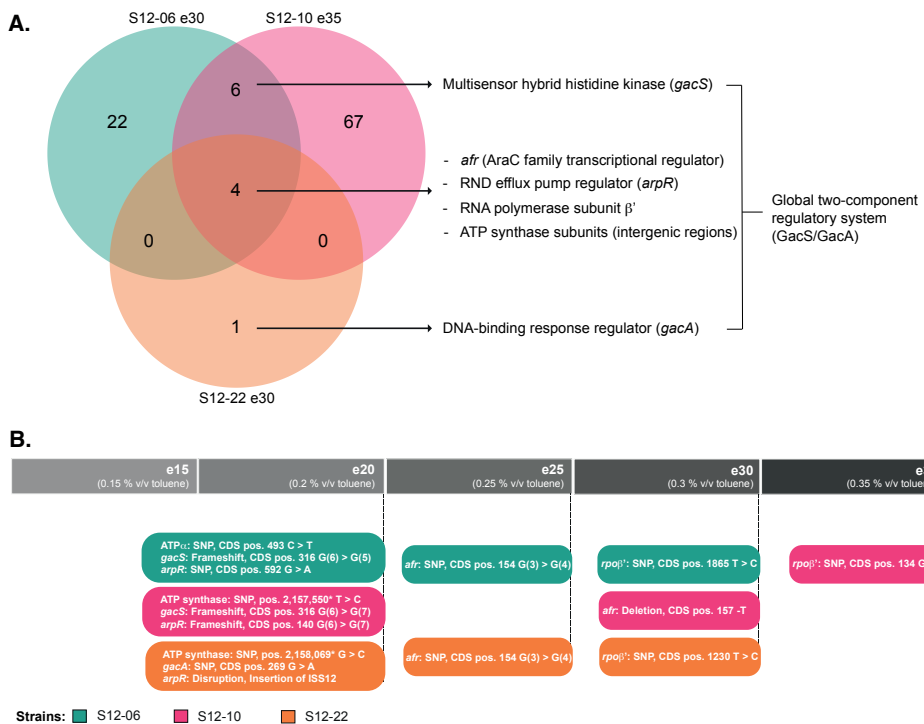 A.
S12-06 e30
S12-10 e35
22
6
67
4
0
0
1
S12-22 e30
Multisensor hybrid histidine kinase (gacS)
- afr (AraC family transcriptional regulator)
- RND efflux pump regulator (arpR)
- RNA polymerase subunit β'
- ATP synthase subunits (intergenic regions)
DNA-binding response regulator (gacA)
Global two-component
regulatory system
(GacS/GacA)
B.
e15
(0.15 % v/v toluene)
e20
(0.2 % v/v toluene)
e25
(0.25 % v/v toluene)
e30
(0.3 % v/v toluene)
(0.35 % v/v toluene)
ATPα: SNP, CDS pos. 493 C > T
gacS: Frameshift, CDS pos. 316 G(6) > G(5)
arpR: SNP, CDS pos. 592 G > A
afr: SNP, CDS pos. 154 G(3) > G(4)
rpoβ': SNP, CDS pos. 1865 T > C
rpoβ': SNP, CDS pos. 134 G
ATP synthase: SNP, pos. 2,157,550* T > C
gacS: Frameshift, CDS pos. 316 G(6) > G(7)
arpR: Frameshift, CDS pos. 140 G(6) > G(7)
afr: Deletion, CDS pos. 157 -T
ATP synthase: SNP, pos. 2,158,069* G > C
gacA: SNP, CDS pos. 269 G > A
arpR: Disruption, Insertion of ISS12
afr: SNP, CDS pos. 154 G(3) > G(4)
rpoβ': SNP, CDS pos. 1230 T > C
Strains: S12-06 S12-10 S12-22